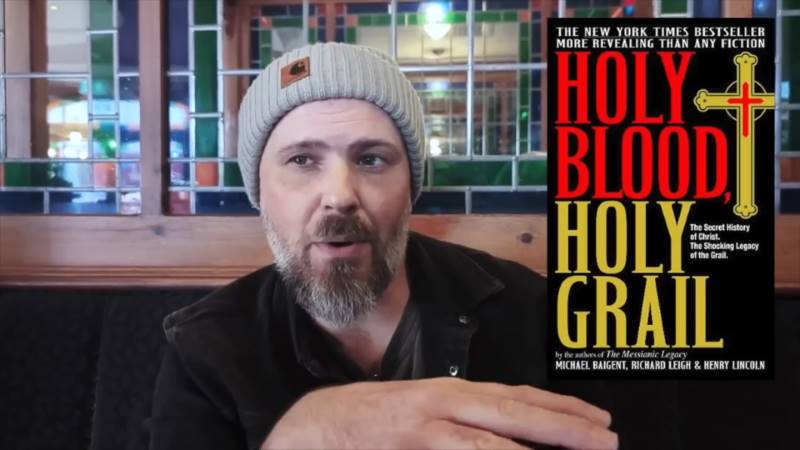 THE NEW YORK TIMES BESTSELLER
MORE REVEALING THAN ANY FICTION
HOLY
BLOOD,
HOLY
GRAIL
The Secret History
of Christ.
The Shocking Legacy
of the Grail.
by the authors of The Messianic Legacy
MICHAEL BAIGENT, RICHARD LEIGH & HENRY LINCOLN